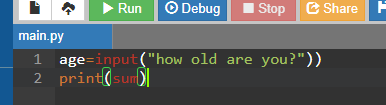 Run Debug Stop Share
main.py
1 age=input("how old are you?"))
2 print(sum)